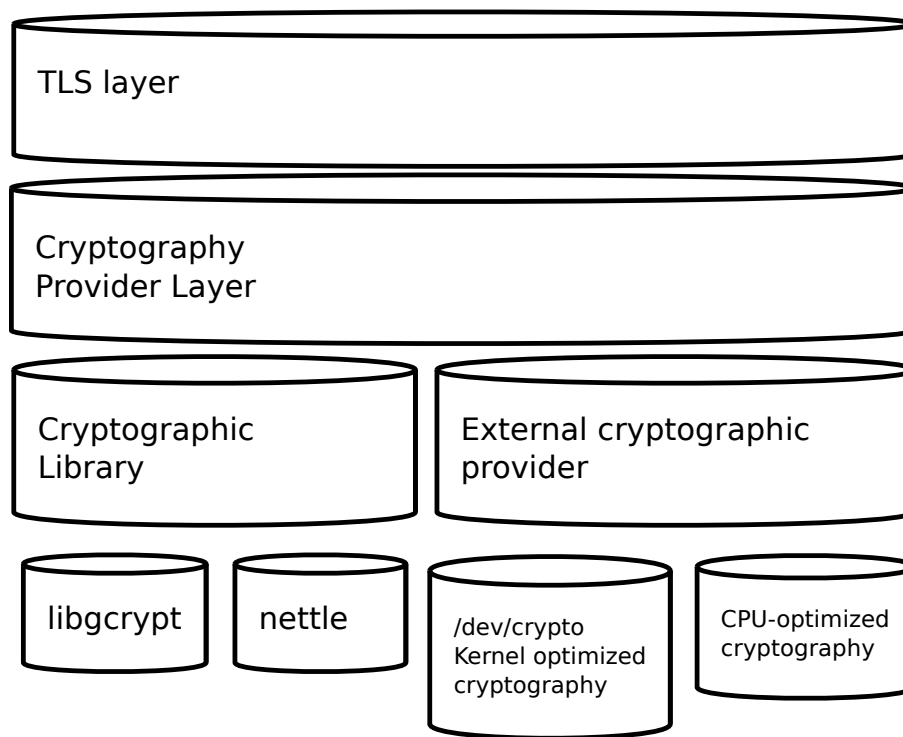 TLS layer
Cryptography
Provider Layer
Cryptographic
Library
External cryptographic
provider
libgcrypt
nettle
/dev/crypto
Kernel optimized
cryptography
CPU-optimized
cryptography